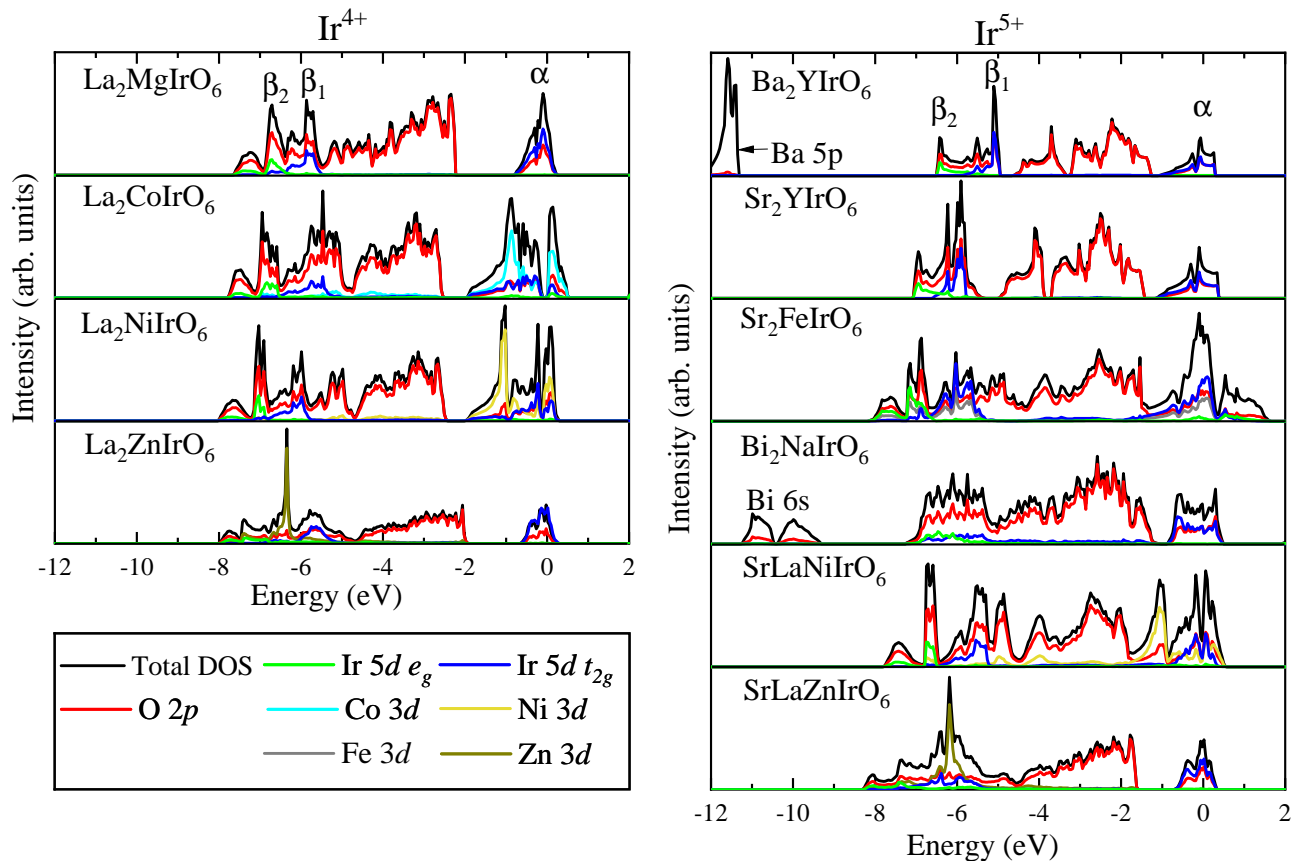 Ir⁴⁺
La₂MgIrO₆
β₂
β₁
α
La₂CoIrO₆
La₂NiIrO₆
La₂ZnIrO₆
Intensity (arb. units)
-12 -10 -8 -6 -4 -2 0 2
Energy (eV)
Total DOS Ir 5d e_g Ir 5d t₂g
O 2p Co 3d Ni 3d
Fe 3d Zn 3d
Ir⁵⁺
Ba₂YIrO₆
β₂
β₁
α
Ba 5p
Sr₂YIrO₆
Sr₂FeIrO₆
Bi₂NaIrO₆
Bi 6s
SrLaNiIrO₆
SrLaZnIrO₆
Intensity (arb. units)
-12 -10 -8 -6 -4 -2 0 2
Energy (eV)